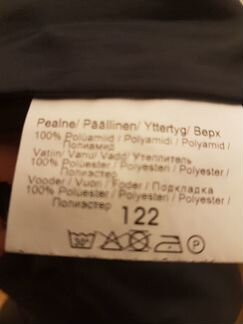 Pealne/ Päällinen/ Yttertyg/ Верх
100% Polüamiid / Polyamidi / Polyamid /
Полиамид
Vatiin/ Vanu/ Vadd/ Утеплитель
100% Polüester / Polyesteri / Polyester /
Полиэстер
Vooder / Vuori / Foder / Подкладка
100% Polüester / Polyesteri / Polyester /
Полиэстер 122
30° P